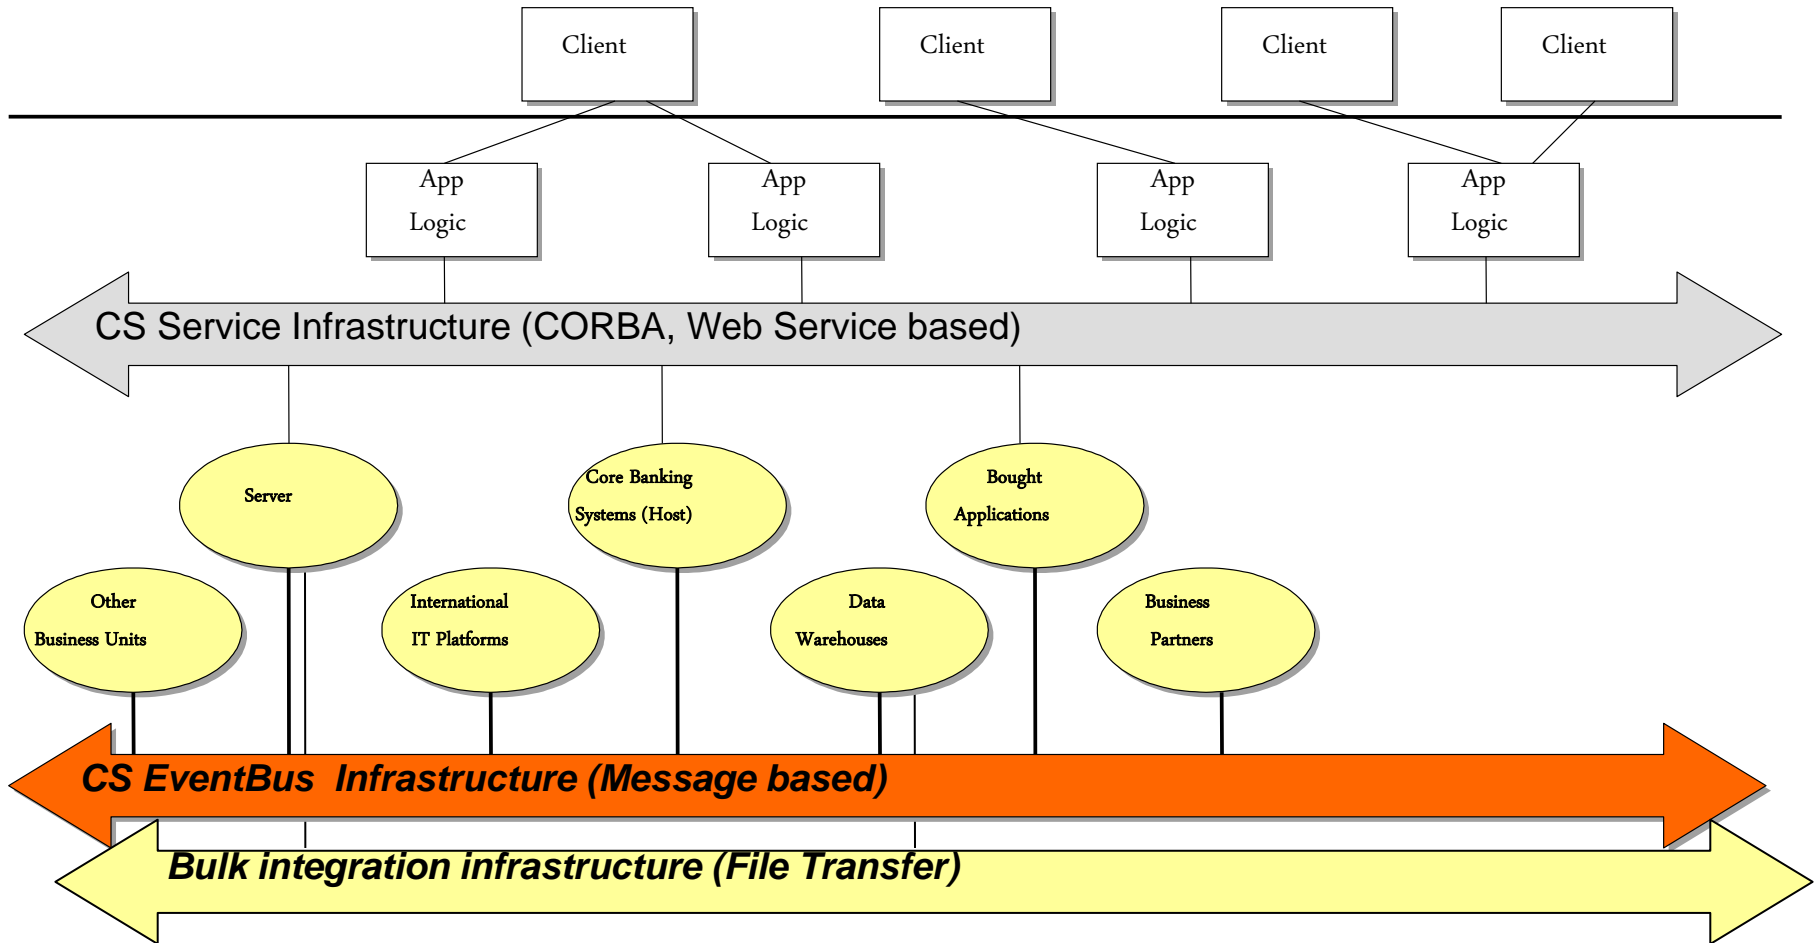 Client
Client
Client
Client
App
Logic
App
Logic
App
Logic
App
Logic
CS Service Infrastructure (CORBA, Web Service based)
Server
Core Banking
Systems (Host)
Bought
Applications
Other
Business Units
International
IT Platforms
Data
Warehouses
Business
Partners
CS EventBus  Infrastructure (Message based)
Bulk integration infrastructure (File Transfer)